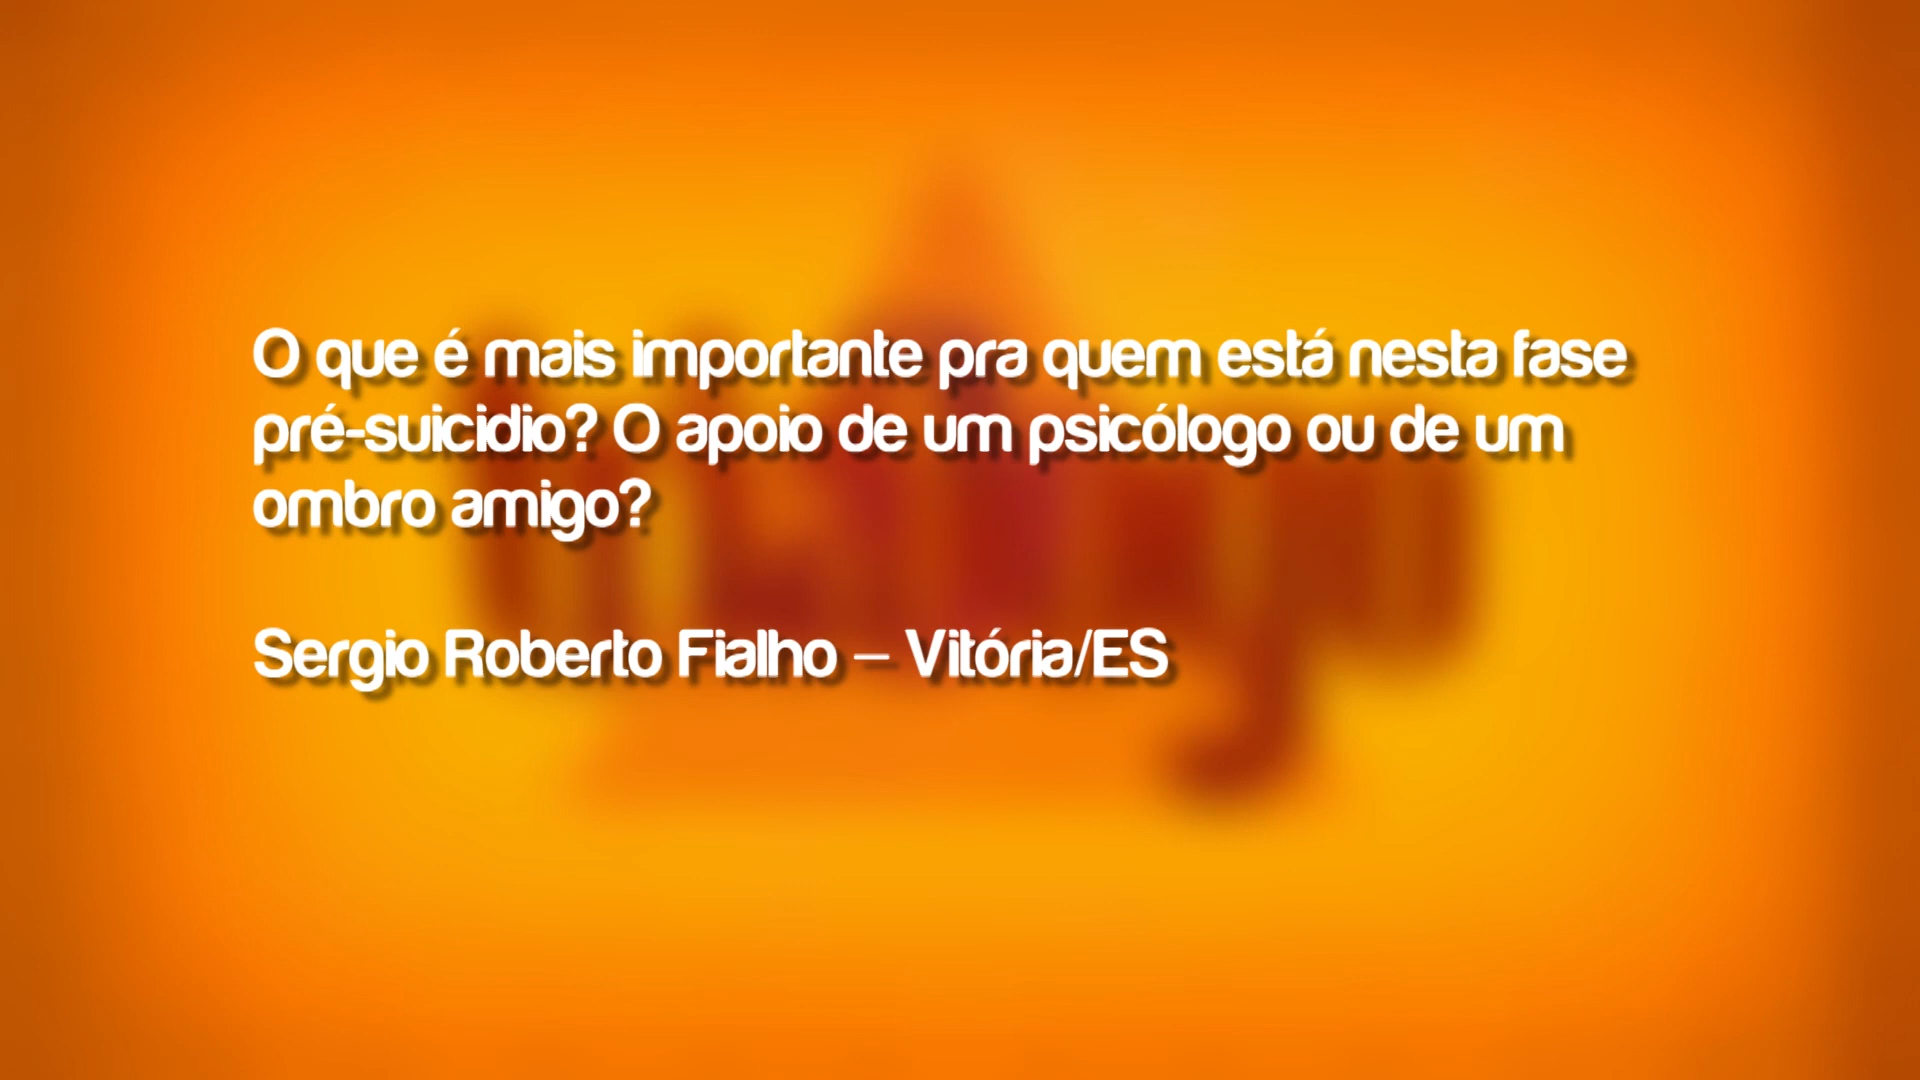 O que é mais importante pra quem está nesta fase
pré-suicidio? O apoio de um psicólogo ou de um
ombro amigo?
Sergio Roberto Fialho – Vitória/ES